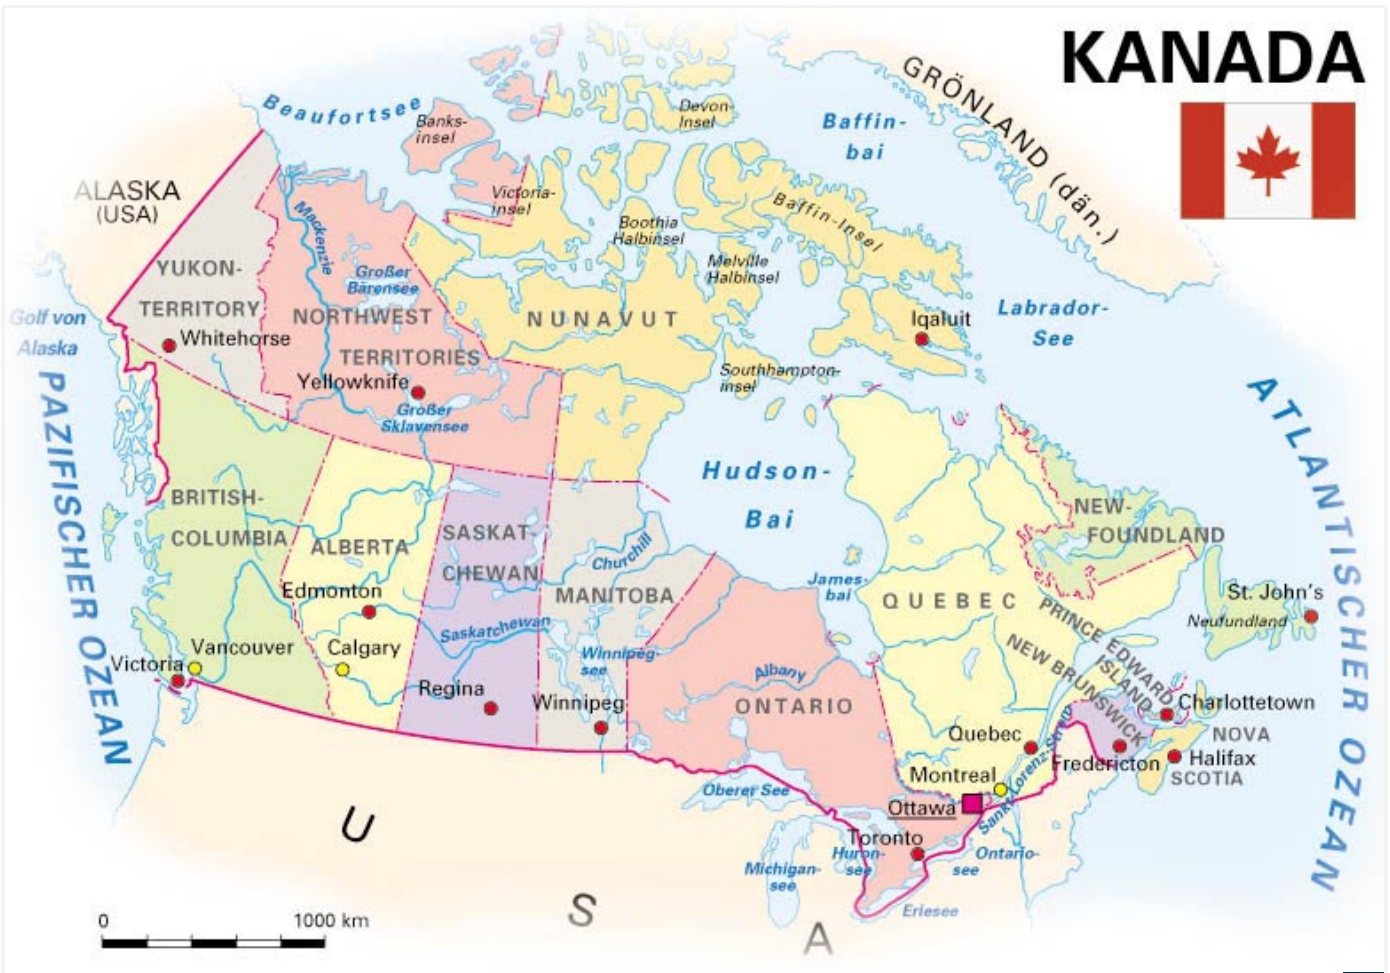 KANADA
GRÖNLAND (dän.)
Beaufortsee
Banks-
insel
Devon-
Insel
Baffin-
bai
ALASKA
(USA)
Victoria-
insel
Mackenzie
Boothia
Halbinsel
Baffin-Insel
Melville
Halbinsel
YUKON-
TERRITORY
Großer
Bärensee
NORTHWEST
TERRITORIES
NUNAVUT
Iqaluit
Labrador-
See
Golf von
Alaska
Whitehorse
Yellowknife
Großer
Sklavensee
Southhampton-
insel
PAZIFISCHER OZEAN
ATLANTISCHER OZEAN
Hudson-
Bai
BRITISH-
COLUMBIA
ALBERTA
SASKAT-
CHEWAN
Churchill
MANITOBA
James-
bai
QUEBEC
NEW-
FOUNDLAND
St. John's
Neufundland
Edmonton
Calgary
Vancouver
Victoria
Saskatchewan
Winnipeg-
see
Regina
Winnipeg
Albany
ONTARIO
PRINCE EDWARD
ISLAND
NEW BRUNSWICK
Charlottetown
NOVA
SCOTIA
Halifax
Fredericton
Quebec
Montreal
Sankt-Lorenz-Strom
Ottawa
Toronto
Oberer See
Michigan-
see
Huron-
see
Ontario-
see
Eriesee
U
S
A
0 1000 km